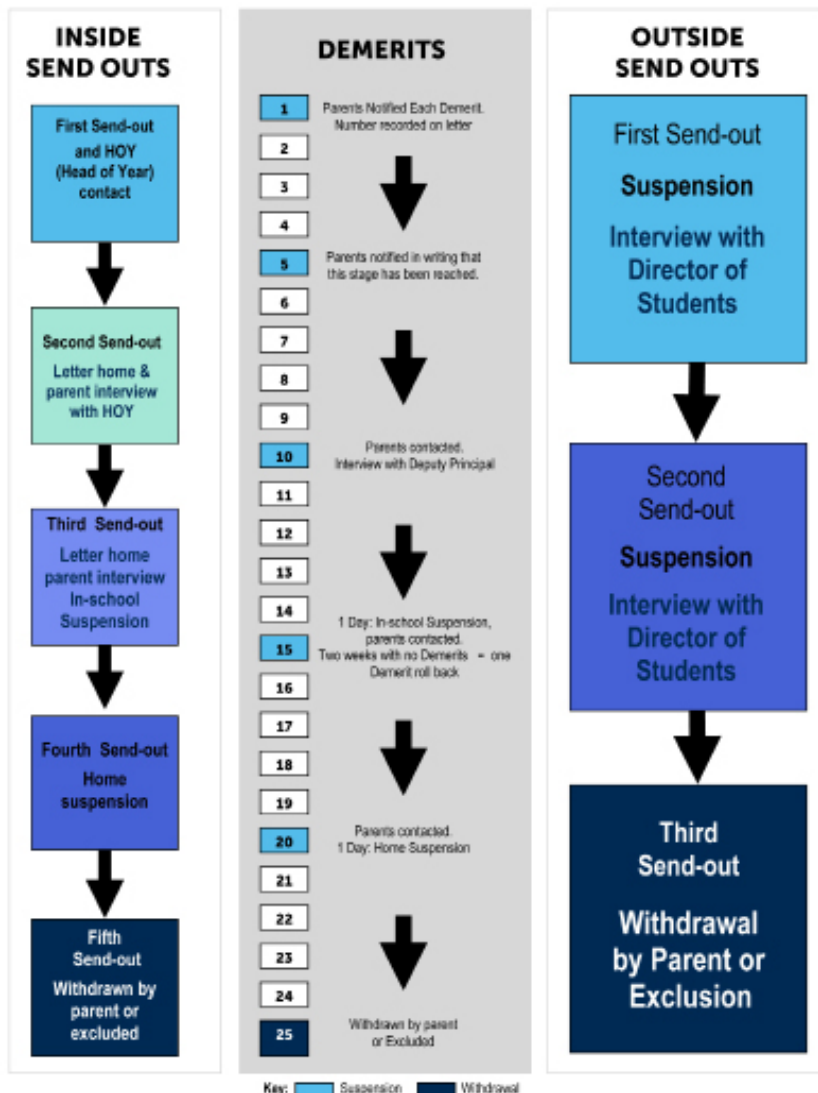 INSIDE
SEND OUTS
First Send-out
and HOY
(Head of Year)
contact
Second Send-out
Letter home &
parent interview
with HOY
Third Send-out
Letter home
parent interview
In-school
Suspension
Fourth Send-out
Home
suspension
Fifth
Send-out
Withdrawn by
parent or
excluded
DEMERITS
1
Parents Notified Each Demerit.
Number recorded on letter
2
3
4
5
Parents notified in writing that
this stage has been reached.
6
7
8
9
10
Parents contacted.
Interview with Deputy Principal
11
12
13
14
1 Day: In-school Suspension,
parents contacted.
15
Two weeks with no Demerits = one
Demerit roll back
16
17
18
19
20
Parents contacted.
1 Day: Home Suspension
21
22
23
24
25
Withdrawn by parent
or Excluded
Key: Suspension Withdrawal
OUTSIDE
SEND OUTS
First Send-out
Suspension
Interview with
Director of
Students
Second
Send-out
Suspension
Interview with
Director of
Students
Third
Send-out
Withdrawal
by Parent or
Exclusion